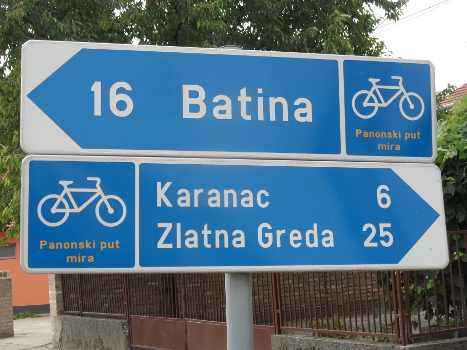 16 Batina
Panonski put
mira
Panonski put
mira
Karanac 6
Zlatna Greda 25